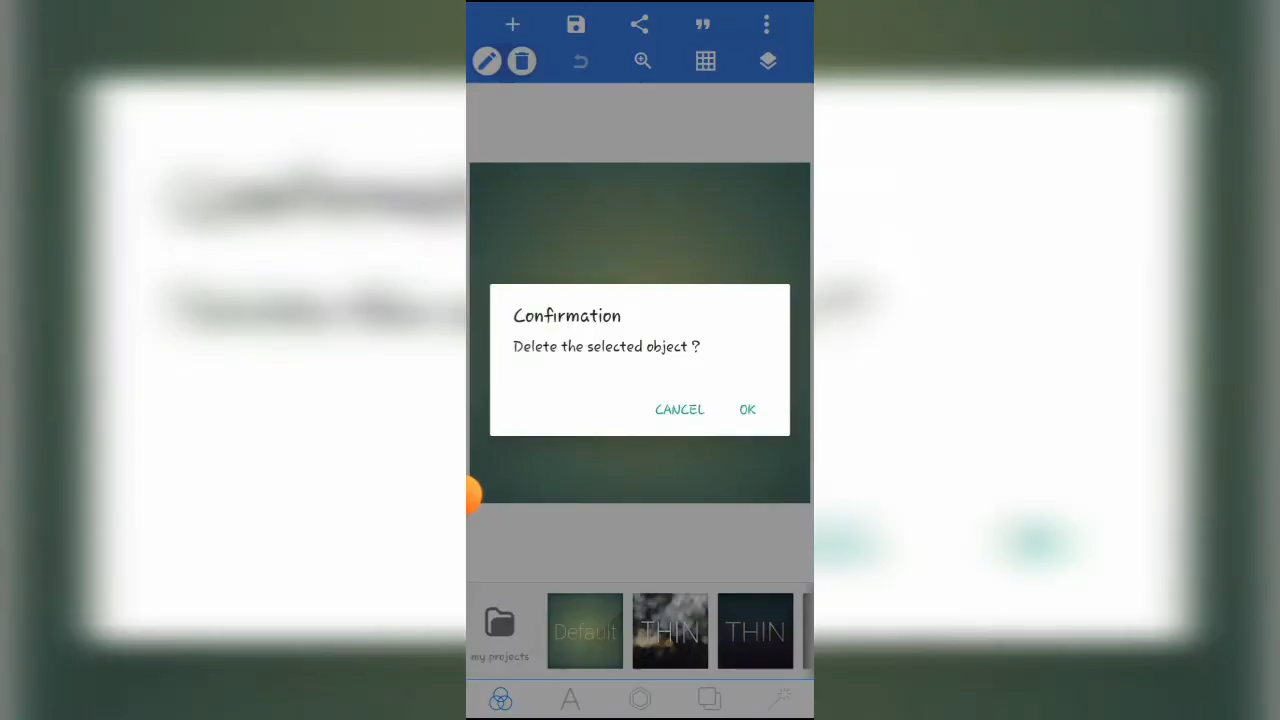 Confirmation
Delete the selected object ?
CANCEL OK
my projects
Default
THIN
THIN